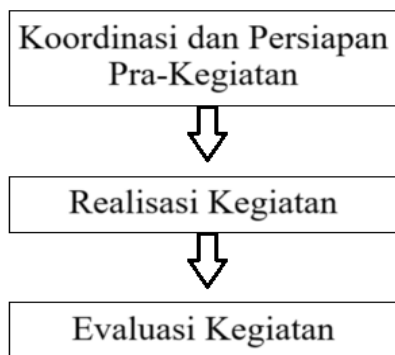 Koordinasi dan Persiapan
Pra-Kegiatan
Realisasi Kegiatan
Evaluasi Kegiatan